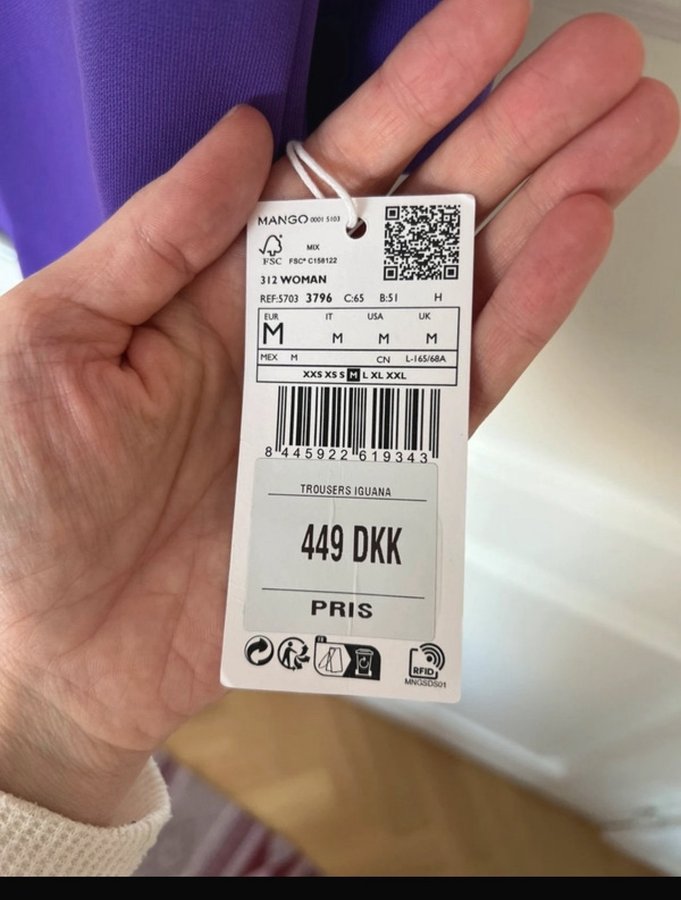 MANGO 0001 5103
MIX
FSC FSC® C158122
312 WOMAN
REF:5703 3796 C:65 B:51 H
EUR IT USA UK
M M M M
MEX M CN L-165/68A
XXS XS S M L XL XXL
8 445922 619343
TROUSERS IGUANA
449 DKK
PRIS
FR
RFID
MNGSDS01